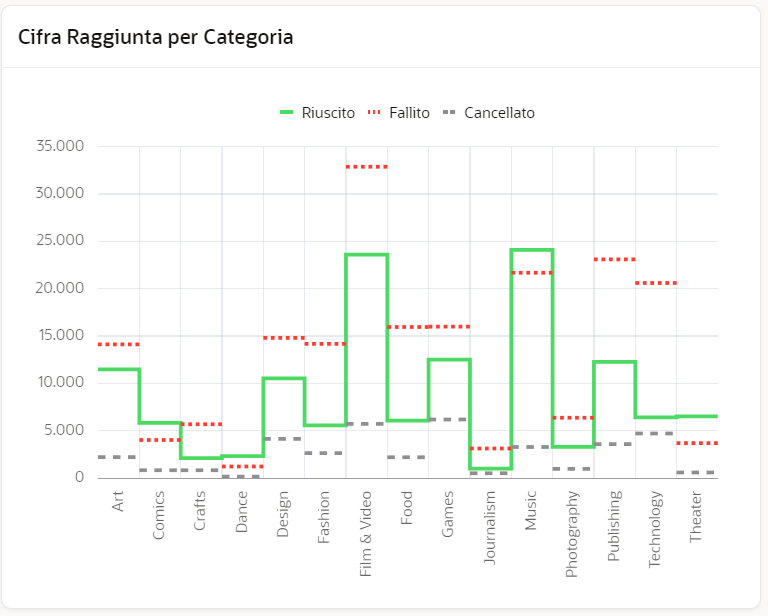 Cifra Raggiunta per Categoria
Riuscito Fallito Cancellato
35.000
30.000
25.000
20.000
15.000
10.000
5.000
0
Art
Comics
Crafts
Dance
Design
Fashion
Film & Video
Food
Games
Journalism
Music
Photography
Publishing
Technology
Theater